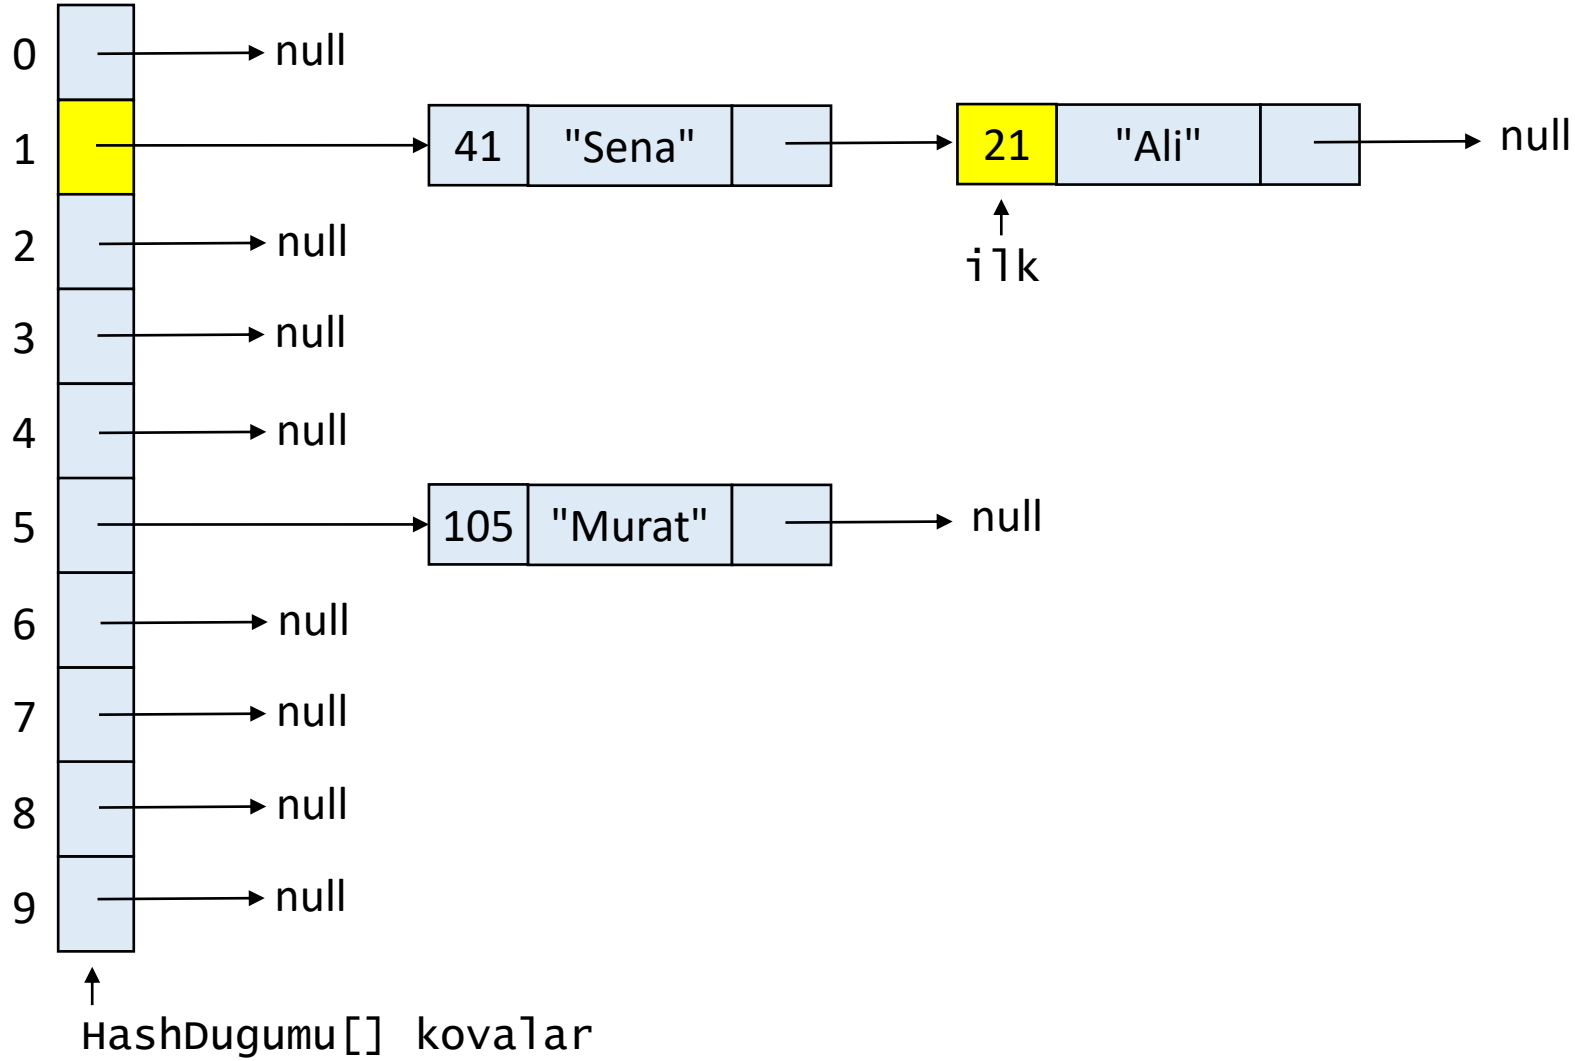 0 null
1 41 "Sena" 21 "Ali" null
ilk
2 null
3 null
4 null
5 105 "Murat" null
6 null
7 null
8 null
9 null
HashDugumu[] kovalar